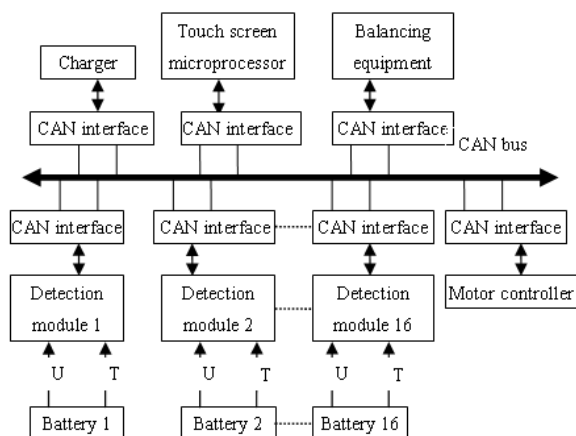 Charger
Touch screen
microprocessor
Balancing
equipment
CAN interface
CAN interface
CAN interface
CAN bus
CAN interface
CAN interface
CAN interface
CAN interface
Detection
module 1
Detection
module 2
Detection
module 16
Motor controller
U
T
U
T
U
T
Battery 1
Battery 2
Battery 16